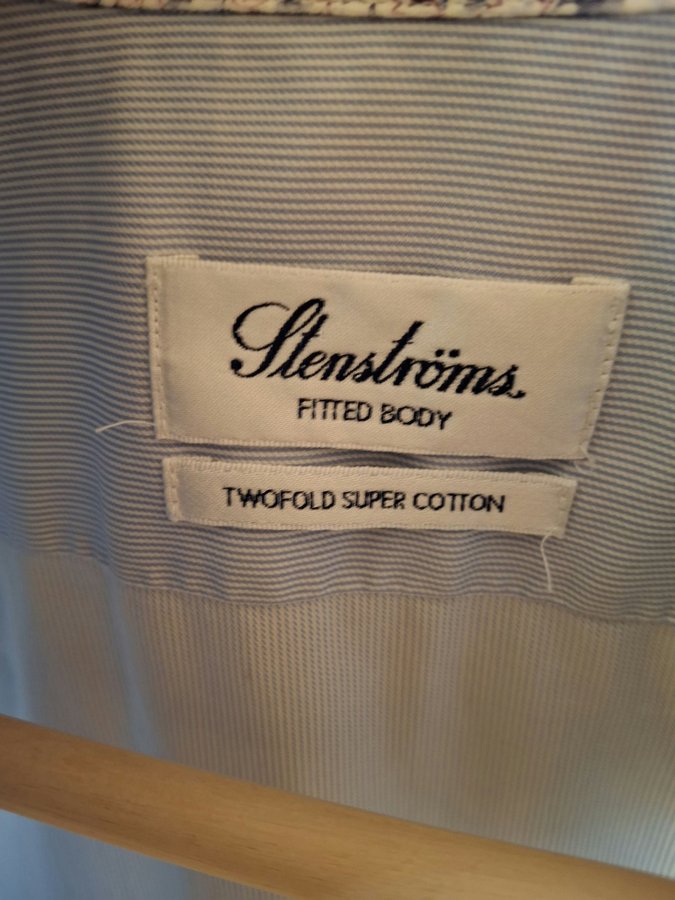 Stenströms
FITTED BODY
TWOFOLD SUPER COTTON